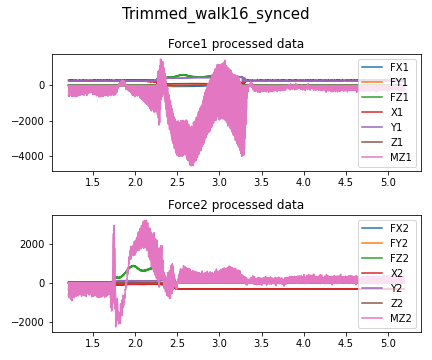 Trimmed_walk16_synced
Force1 processed data
0
−2000
−4000
FX1
FY1
FZ1
X1
Y1
Z1
MZ1
1.5 2.0 2.5 3.0 3.5 4.0 4.5 5.0
Force2 processed data
2000
0
−2000
FX2
FY2
FZ2
X2
Y2
Z2
MZ2
1.5 2.0 2.5 3.0 3.5 4.0 4.5 5.0